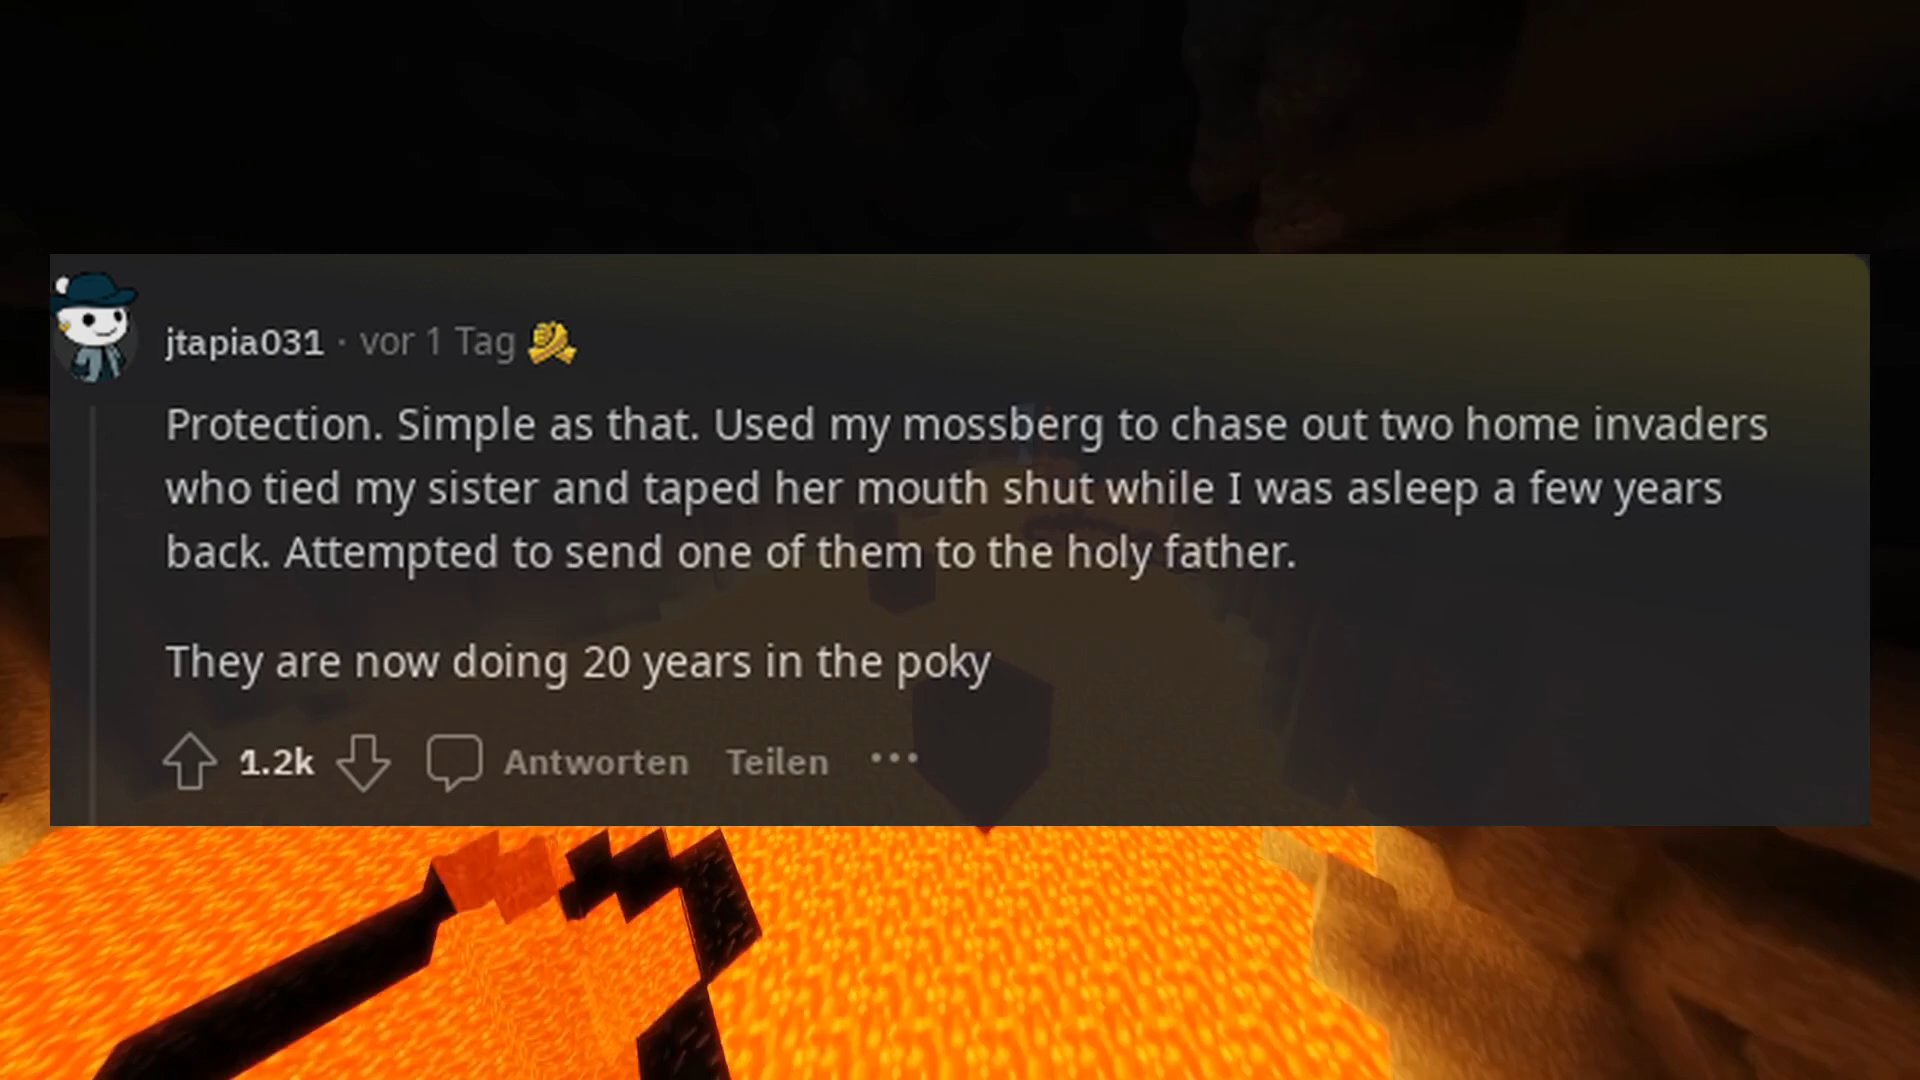 jtapia031 · vor 1 Tag
Protection. Simple as that. Used my mossberg to chase out two home invaders
who tied my sister and taped her mouth shut while I was asleep a few years
back. Attempted to send one of them to the holy father.
They are now doing 20 years in the poky
1.2k Antworten Teilen ...